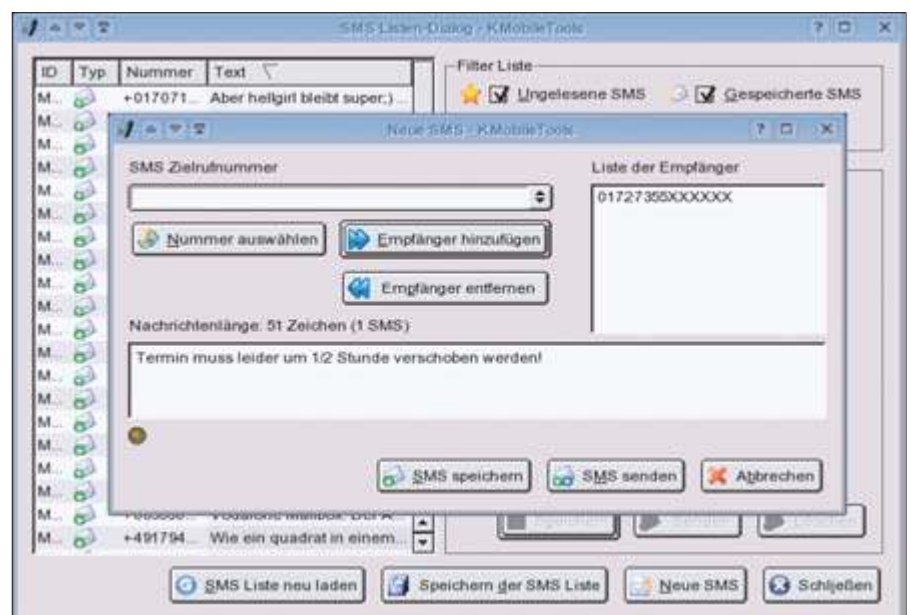 SMS Listen-Dialog - KMobileTools
ID Typ Nummer Text
Filter Liste
M... +017071... Aber hellgirl bleibt super;) ...
Ungelesene SMS Gespeicherte SMS
M...
Neue SMS - KMobileTools
M...
SMS Zielrufnummer
Liste der Empfänger
M...
01727355XXXXXX
M...
Nummer auswählen Empfänger hinzufügen
M...
Empfänger entfernen
M...
Nachrichtenlänge: 51 Zeichen (1 SMS)
M...
Termin muss leider um 1/2 Stunde verschoben werden!
M...
SMS speichern SMS senden Abbrechen
M...
Speichern Senden Löschen
M... +491794... Wie ein quadrat in einem...
SMS Liste neu laden Speichern der SMS Liste Neue SMS Schließen